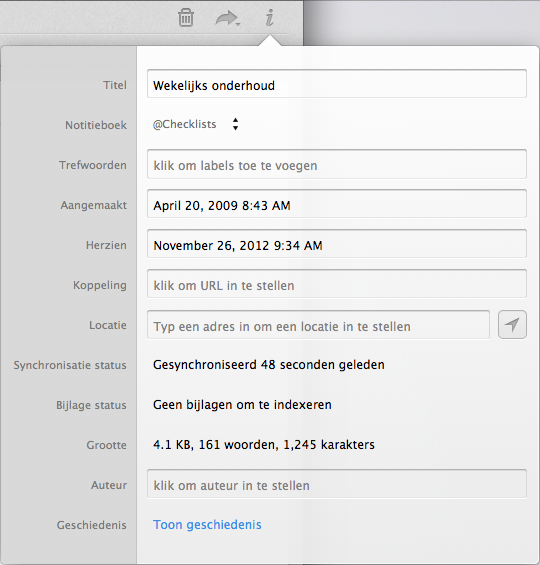 Titel Wekelijks onderhoud
Notitieboek @Checklists
Trefwoorden klik om labels toe te voegen
Aangemaakt April 20, 2009 8:43 AM
Herzien November 26, 2012 9:34 AM
Koppeling klik om URL in te stellen
Locatie Typ een adres in om een locatie in te stellen
Synchronisatie status Gesynchroniseerd 48 seconden geleden
Bijlage status Geen bijlagen om te indexeren
Grootte 4.1 KB, 161 woorden, 1,245 karakters
Auteur klik om auteur in te stellen
Geschiedenis Toon geschiedenis